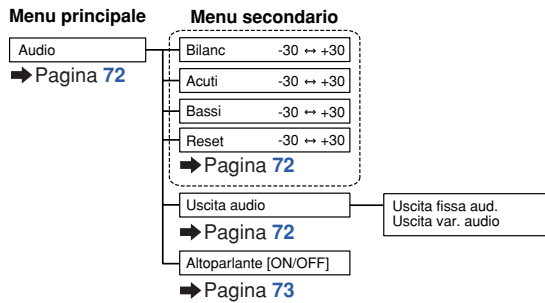 Menu principale Menu secondario
Audio
➡ Pagina 72
Bilanc -30 ↔ +30
Acuti -30 ↔ +30
Bassi -30 ↔ +30
Reset -30 ↔ +30
➡ Pagina 72
Uscita audio
➡ Pagina 72
Uscita fissa aud.
Uscita var. audio
Altoparlante [ON/OFF]
➡ Pagina 73